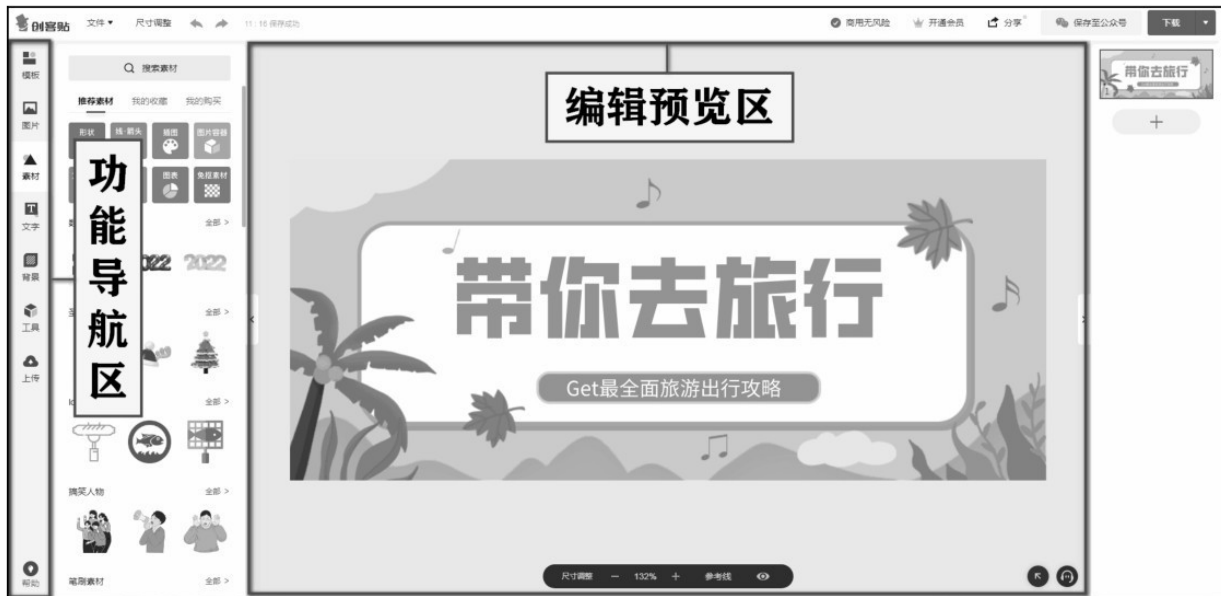 创客贴 文件 尺寸调整 11:16 保存成功 商用无风险 开通会员 分享 保存至公众号 下载
模板
图片
素材
文字
背景
工具
上传
帮助
搜索素材
推荐素材 我的收藏 我的购买
形状 线·箭头 插图 图片容器
图表 免抠素材
全部 >
2022
全部 >
全部 >
搞笑人物 全部 >
笔刷素材 全部 >
功能导航区
编辑预览区
带你去旅行
Get最全面旅游出行攻略
尺寸调整 — 132% + 参考线
带你去旅行
1
+